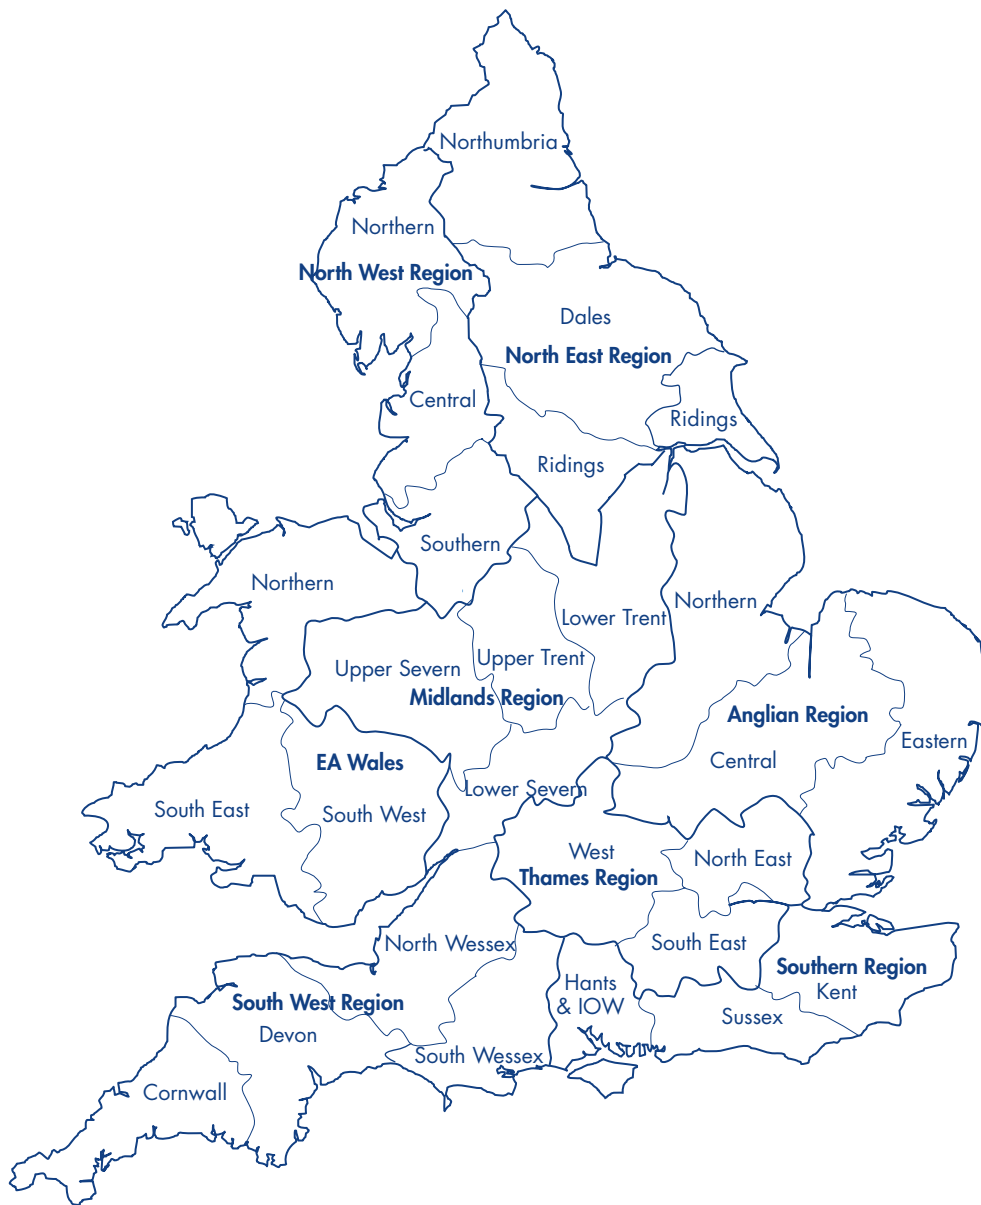 Northumbria
Northern
North West Region
Dales
North East Region
Central
Ridings
Ridings
Southern
Northern
Northern
Lower Trent
Upper Trent
Upper Severn
Midlands Region
Anglian Region
Eastern
EA Wales
Central
Lower Severn
South East
South West
West
North East
Thames Region
North Wessex
South East
Southern Region
Hants
& IOW
Kent
South West Region
Sussex
Devon
South Wessex
Cornwall